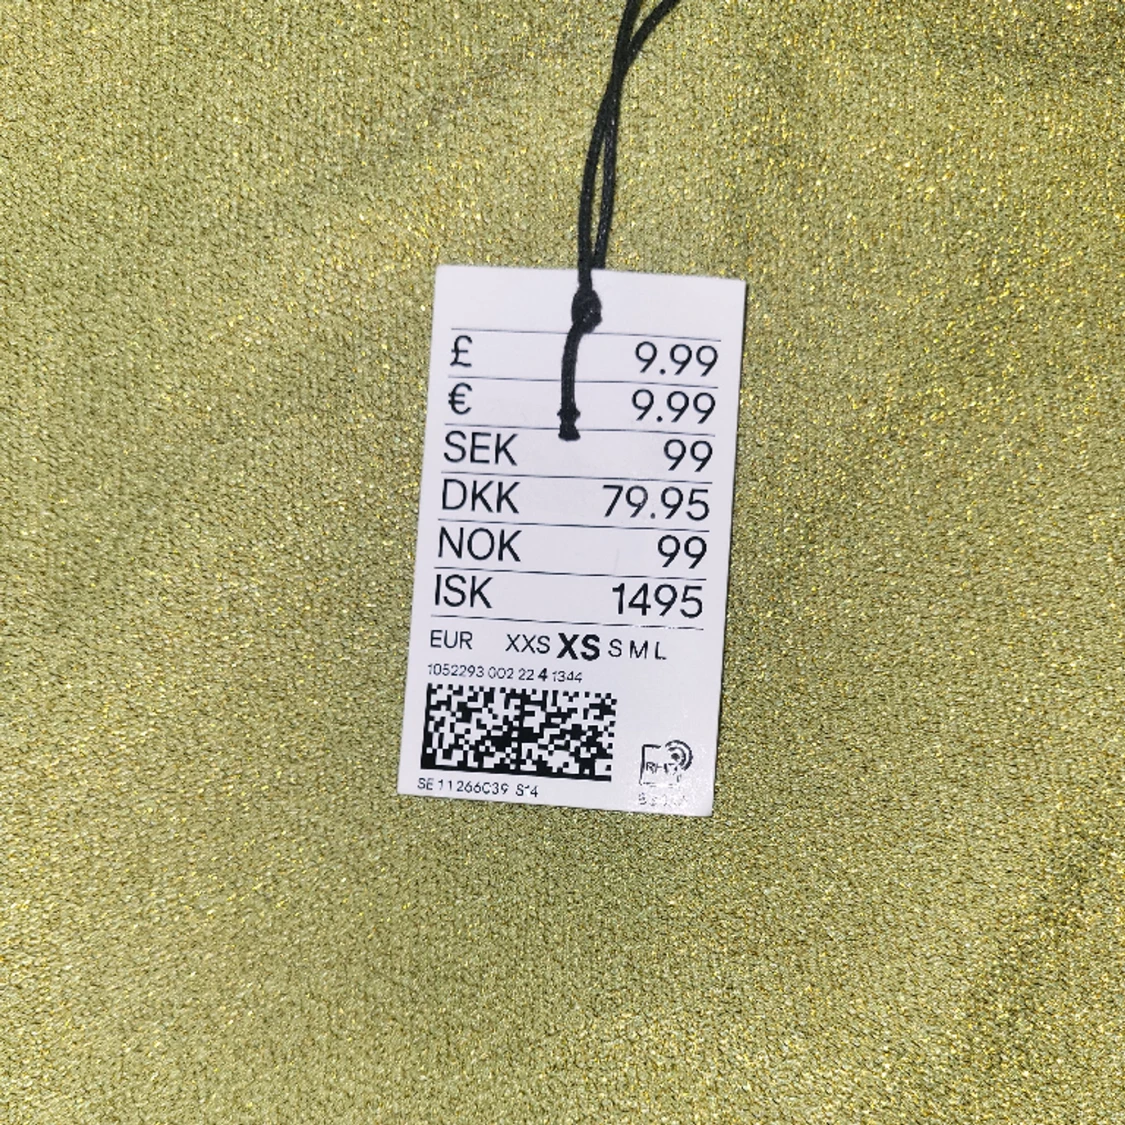 £ 9.99
€ 9.99
SEK 99
DKK 79.95
NOK 99
ISK 1495
EUR XXS XS S M L
1052293 002 22 4 1344
SE 11266039